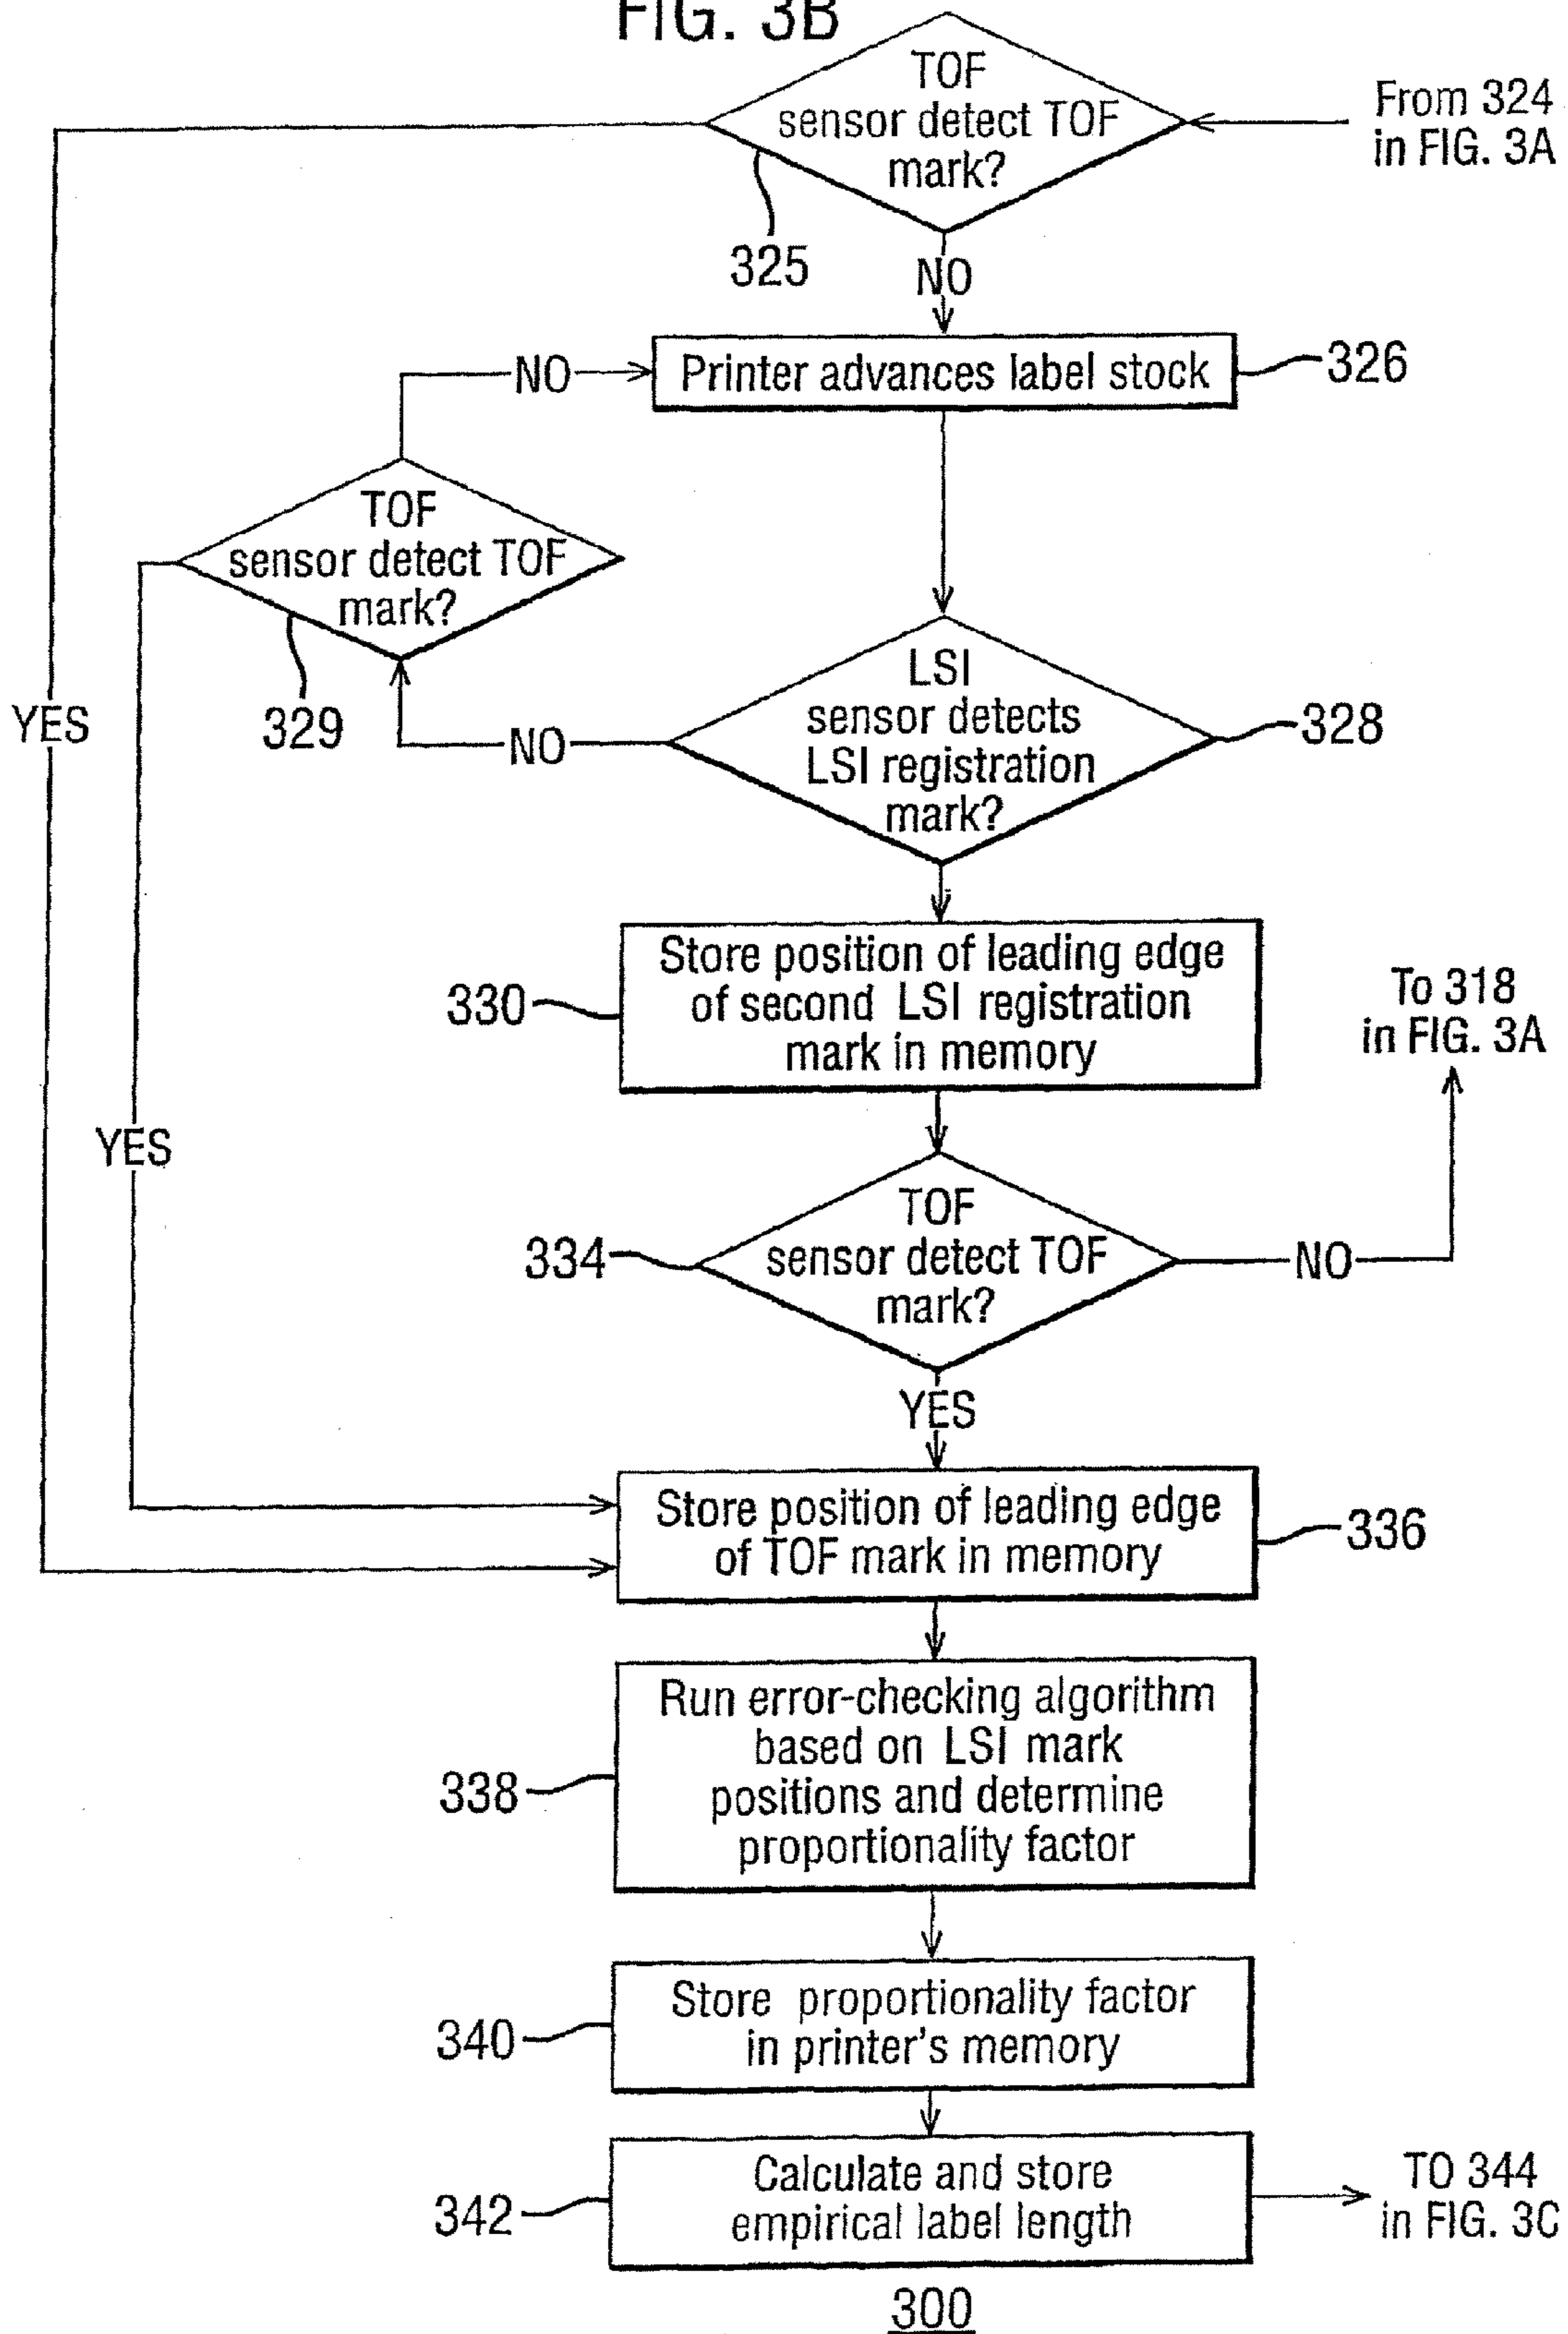 FIG. 3B
TOF
sensor detect TOF
mark?
From 324
in FIG. 3A
325
NO
Printer advances label stock
326
NO
TOF
sensor detect TOF
mark?
329
YES
LSI
sensor detects
LSI registration
mark?
328
NO
Store position of leading edge
of second LSI registration
mark in memory
330
To 318
in FIG. 3A
YES
TOF
sensor detect TOF
mark?
334
NO
YES
Store position of leading edge
of TOF mark in memory
336
Run error-checking algorithm
based on LSI mark
positions and determine
proportionality factor
338
Store proportionality factor
in printer's memory
340
Calculate and store
empirical label length
342
TO 344
in FIG. 3C
300